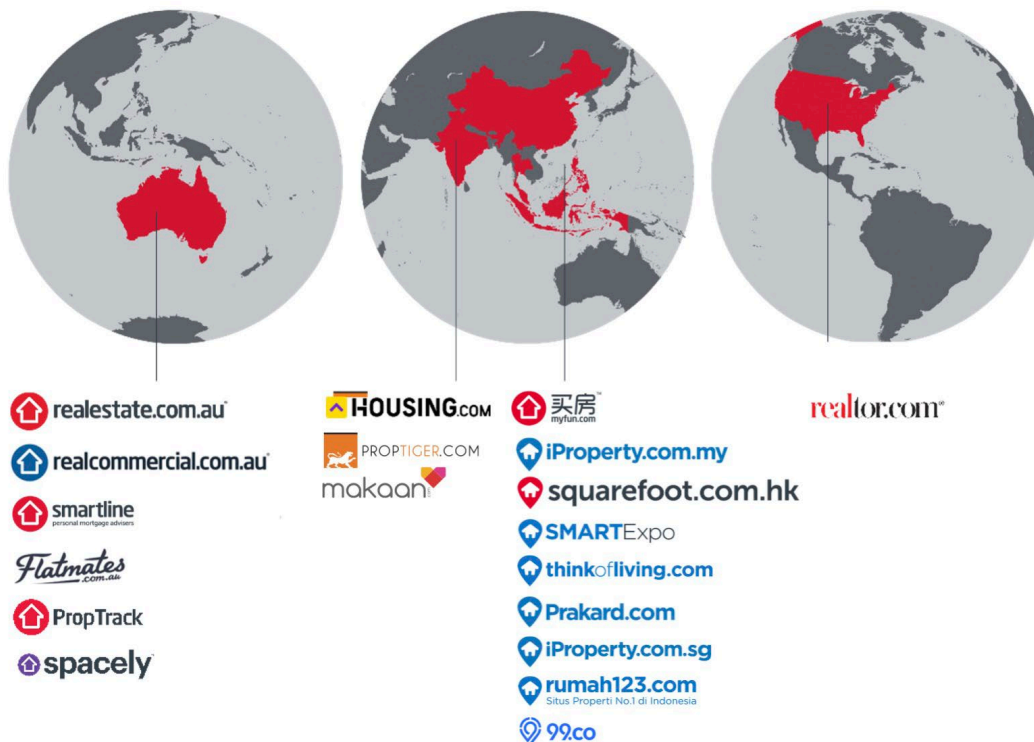 realestate.com.au
realcommercial.com.au
smartline
personal mortgage advisers
Flatmates
.com.au
PropTrack
spacely
HOUSING.COM
PROPTIGER.COM
makaan
买房™
myfun.com
iProperty.com.my
squarefoot.com.hk
SMARTExpo
thinkofliving.com
Prakard.com
iProperty.com.sg
rumah123.com
Situs Properti No.1 di Indonesia
99.co
realtor.com®